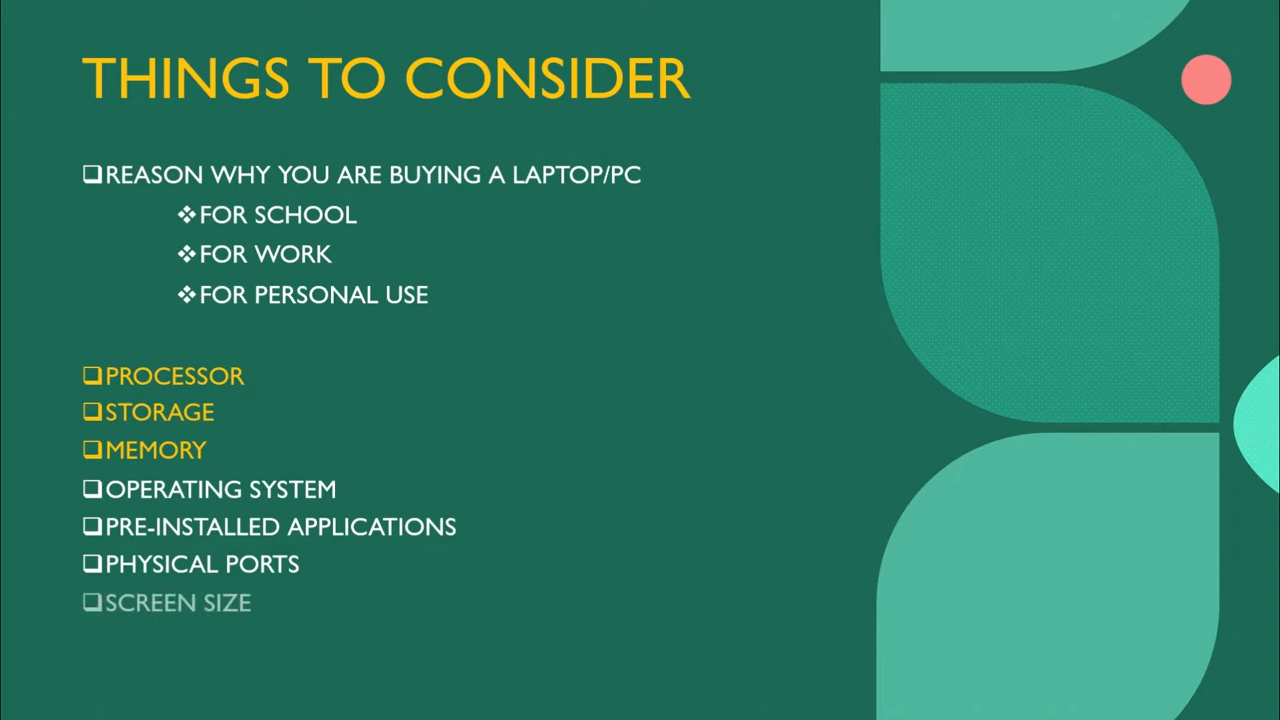 THINGS TO CONSIDER
❑REASON WHY YOU ARE BUYING A LAPTOP/PC
❖FOR SCHOOL
❖FOR WORK
❖FOR PERSONAL USE
❑PROCESSOR
❑STORAGE
❑MEMORY
❑OPERATING SYSTEM
❑PRE-INSTALLED APPLICATIONS
❑PHYSICAL PORTS
❑SCREEN SIZE